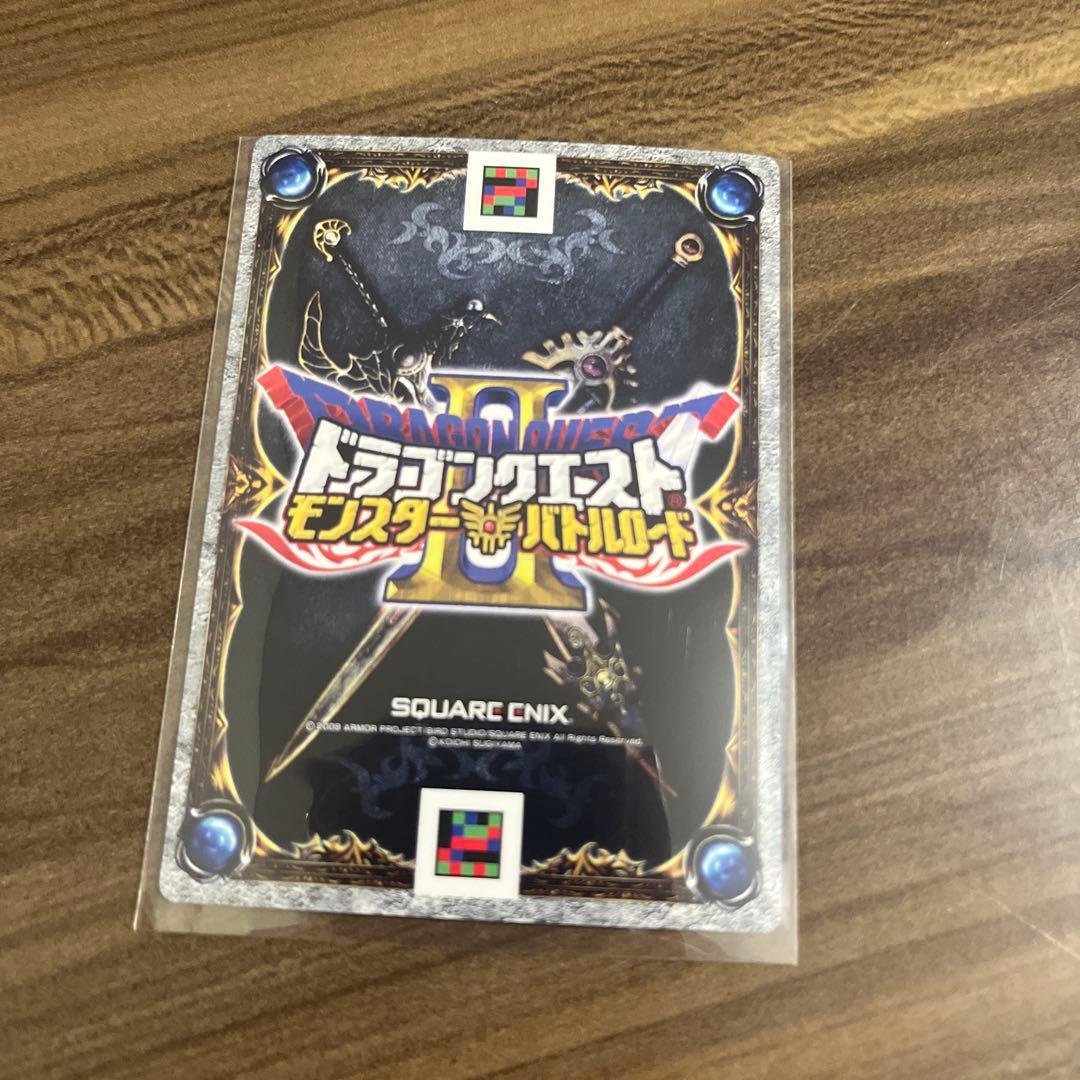 DRAGON QUEST
II
ドラゴンクエスト®
モンスターバトルロード
SQUARE ENIX
© 2008 ARMOR PROJECT/BIRD STUDIO/SQUARE ENIX All Rights Reserved.
©KOICHI SUGIYAMA